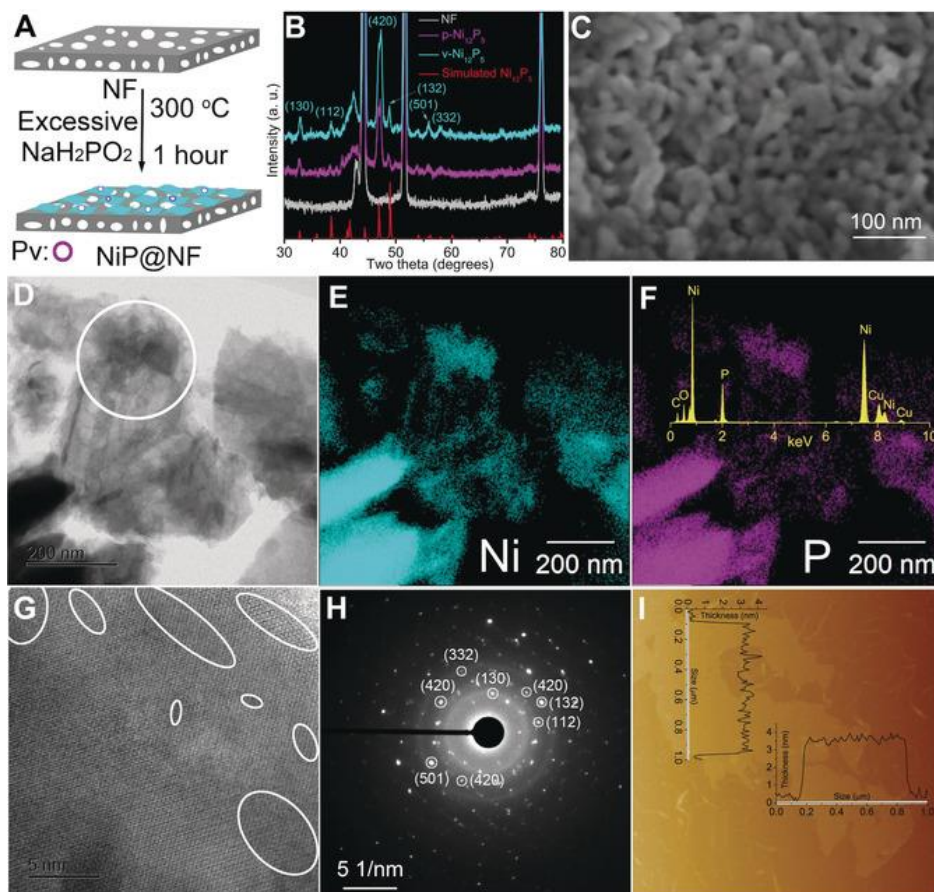 A
NF
Excessive
NaH₂PO₂
300 °C
1 hour
Pv: O
NiP@NF
B
Intensity (a. u.)
(420)
NF
p-Ni₁₂P₅
v-Ni₁₂P₅
Simulated Ni₁₂P₅
(130)
(112)
(132)
(501)
(332)
30 40 50 60 70 80
Two theta (degrees)
C
100 nm
D
200 nm
E
Ni
200 nm
F
Ni
Ni
P
C
O
Cu
Ni
Cu
0 2 4 6 8 10
keV
P
200 nm
G
5 nm
H
(332)
(130)
(420)
(420)
(132)
(112)
(501)
(420)
5 1/nm
I
0 1 2 3 4
Thickness (nm)
0.0 0.2 0.4 0.6 0.8 1.0
Size (µm)
Thickness (nm)
4
3
2
1
0
Size (µm)
0.0 0.2 0.4 0.6 0.8 1.0